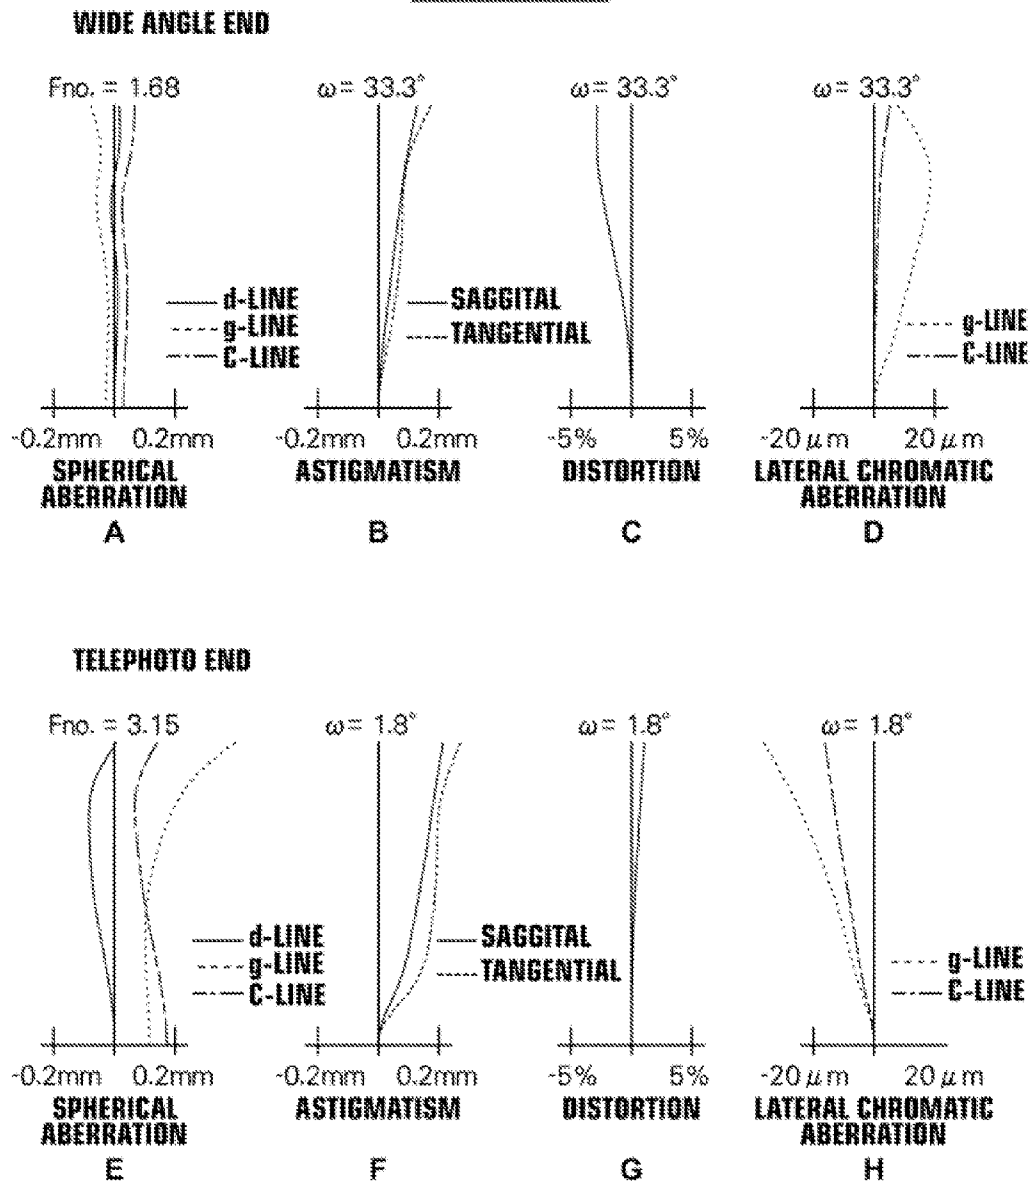 WIDE ANGLE END
Fno. = 1.68
ω= 33.3°
ω= 33.3°
ω= 33.3°
d-LINE
g-LINE
C-LINE
SAGGITAL
TANGENTIAL
g-LINE
C-LINE
-0.2mm 0.2mm
-0.2mm 0.2mm
-5% 5%
-20 μm 20 μm
SPHERICAL
ABERRATION
ASTIGMATISM
DISTORTION
LATERAL CHROMATIC
ABERRATION
A
B
C
D
TELEPHOTO END
Fno. = 3.15
ω= 1.8°
ω= 1.8°
ω= 1.8°
d-LINE
g-LINE
C-LINE
SAGGITAL
TANGENTIAL
g-LINE
C-LINE
-0.2mm 0.2mm
-0.2mm 0.2mm
-5% 5%
-20 μm 20 μm
SPHERICAL
ABERRATION
ASTIGMATISM
DISTORTION
LATERAL CHROMATIC
ABERRATION
E
F
G
H